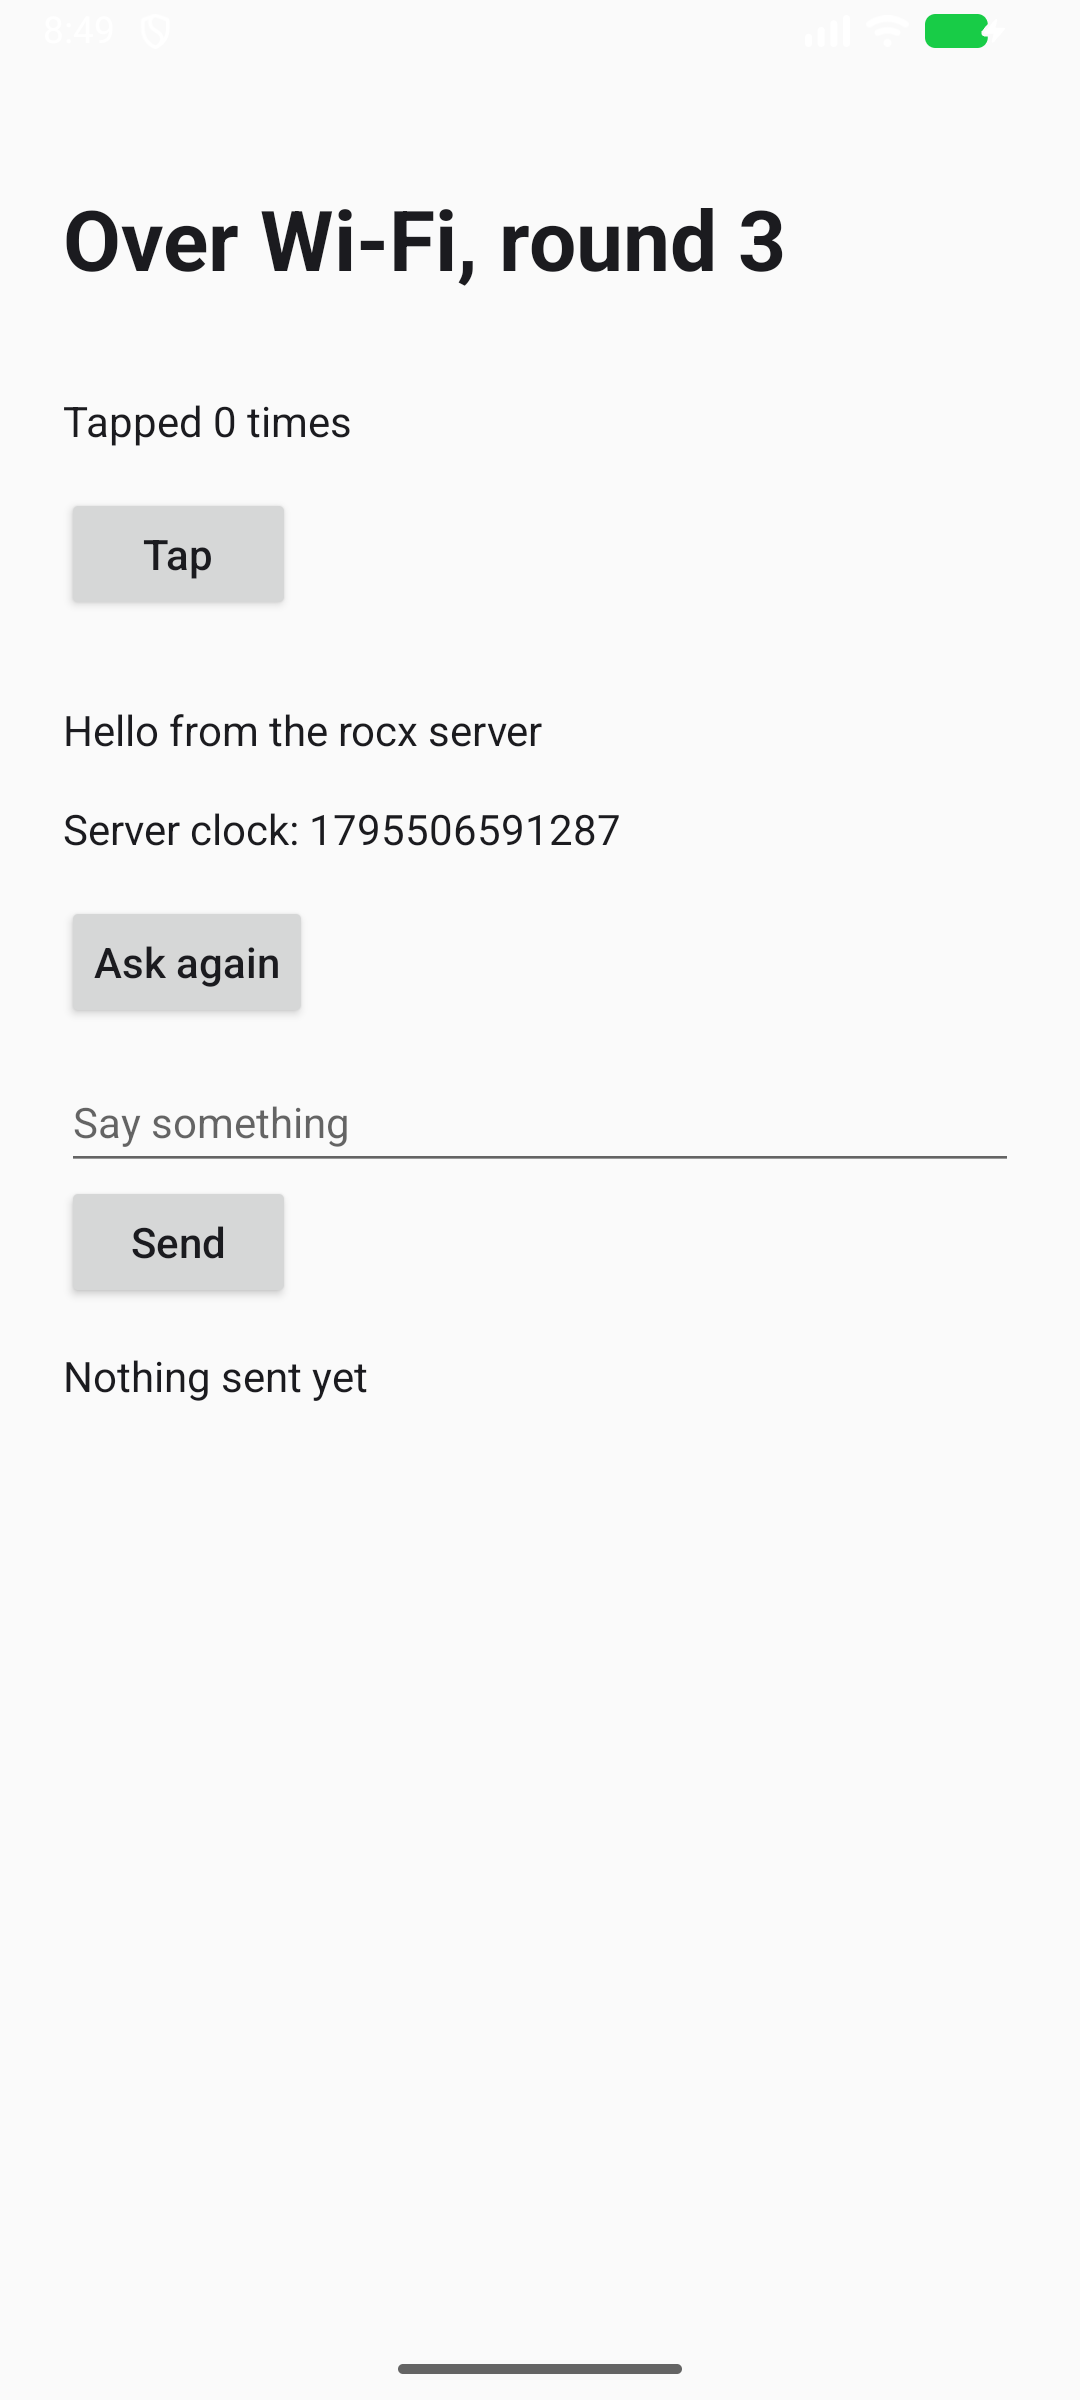 8:49
Over Wi-Fi, round 3
Tapped 0 times
Tap
Hello from the rocx server
Server clock: 1795506591287
Ask again
Say something
Send
Nothing sent yet